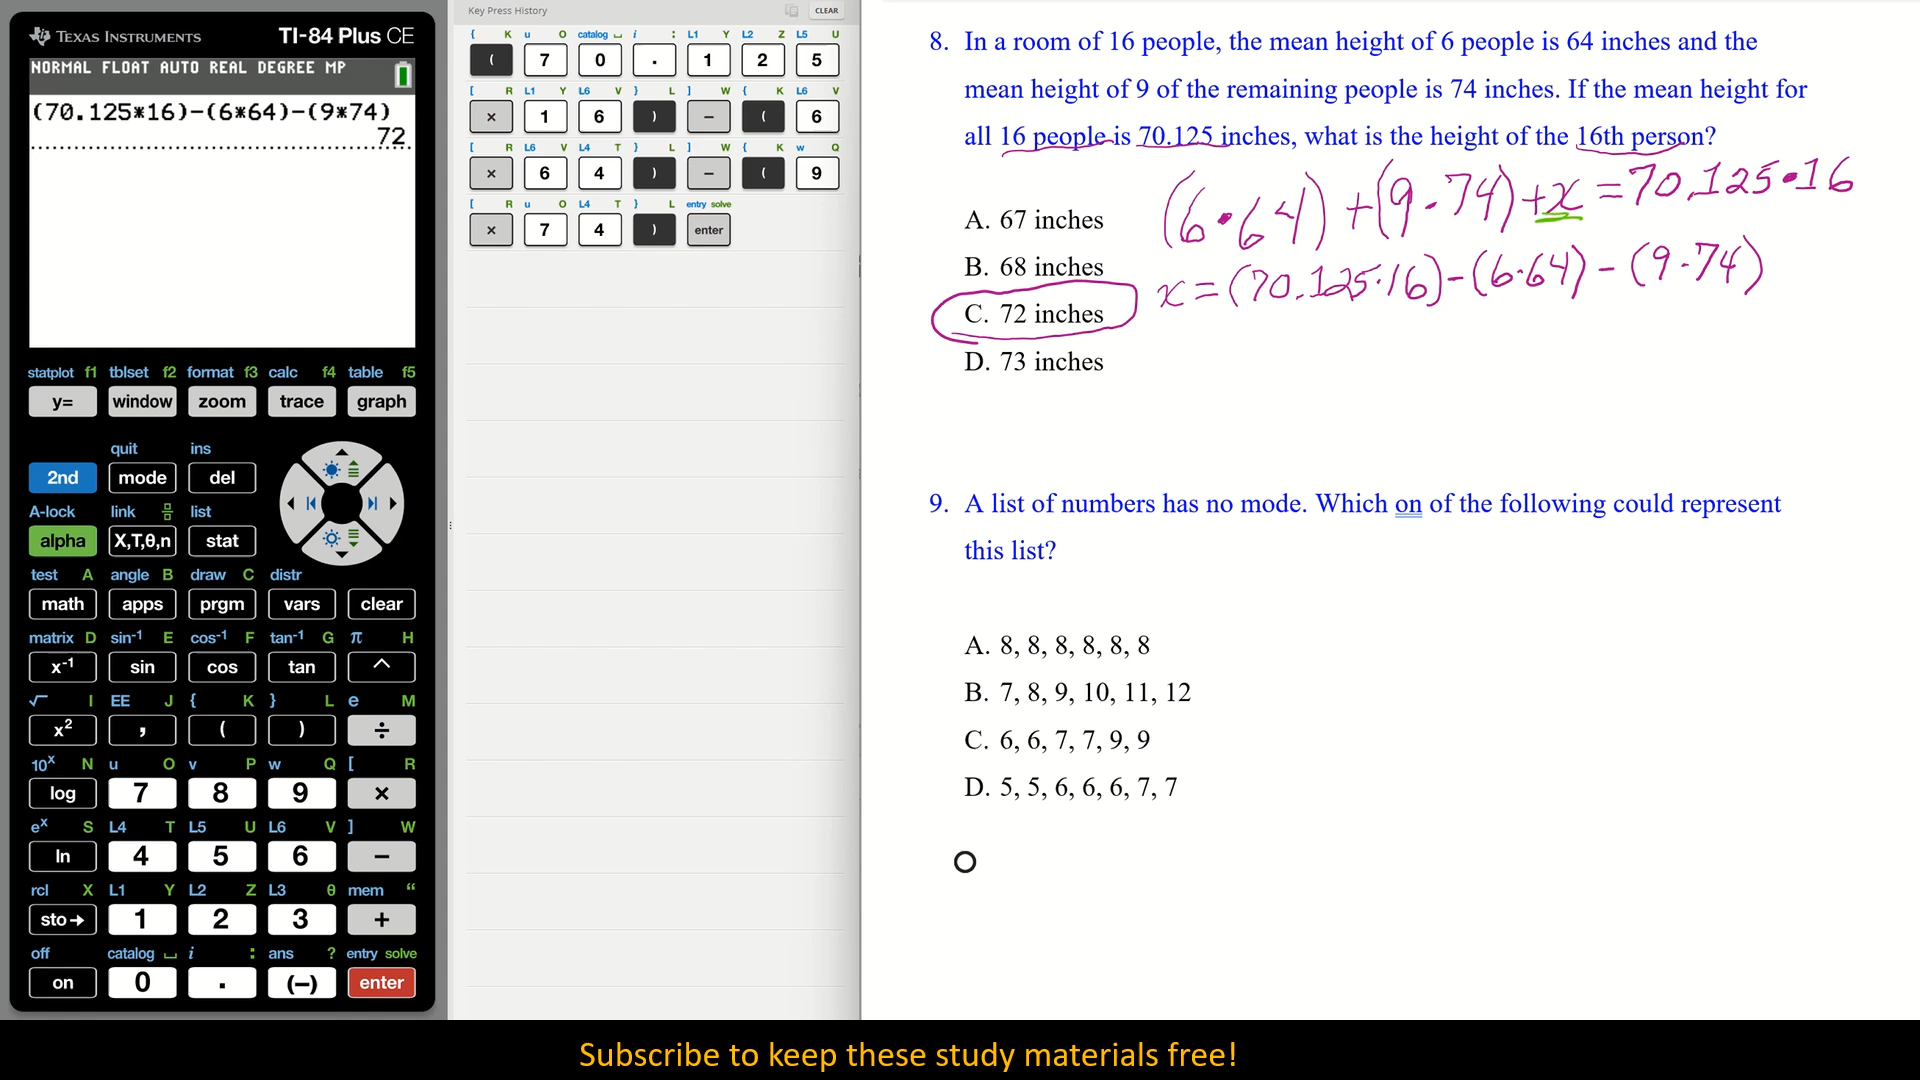 TEXAS INSTRUMENTS TI-84 Plus CE
NORMAL FLOAT AUTO REAL DEGREE MP
(70.125*16)-(6*64)-(9*74)
72
statplot f1 tblset f2 format f3 calc f4 table f5
y= window zoom trace graph
quit ins
2nd mode del
A-lock link list
alpha X,T,θ,n stat
test A angle B draw C distr
math apps prgm vars clear
matrix D sin⁻¹ E cos⁻¹ F tan⁻¹ G π H
x⁻¹ sin cos tan ^
√ I EE J { K } L e M
x² , ( ) ÷
10ˣ N u O v P w Q [ R
log 7 8 9 ×
eˣ S L4 T L5 U L6 V ] W
ln 4 5 6 −
rcl X L1 Y L2 Z L3 θ mem “
sto→ 1 2 3 +
off catalog ⎵ i : ans ? entry solve
on 0 . (−) enter
Key Press History CLEAR
{ K u O catalog ⎵ i : L1 Y L2 Z L5 U
( 7 0 . 1 2 5
[ R L1 Y L6 V } L ] W { K L6 V
× 1 6 ) − ( 6
[ R L6 V L4 T } L ] W { K w Q
× 6 4 ) − ( 9
[ R u O L4 T } L entry solve
× 7 4 ) enter
8. In a room of 16 people, the mean height of 6 people is 64 inches and the
mean height of 9 of the remaining people is 74 inches. If the mean height for
all 16 people is 70.125 inches, what is the height of the 16th person?
(6•64)+(9·74)+x=70.125•16
x=(70.125·16)-(6·64)-(9·74)
A. 67 inches
B. 68 inches
C. 72 inches
D. 73 inches
9. A list of numbers has no mode. Which on of the following could represent
this list?
A. 8, 8, 8, 8, 8, 8
B. 7, 8, 9, 10, 11, 12
C. 6, 6, 7, 7, 9, 9
D. 5, 5, 6, 6, 6, 7, 7
Subscribe to keep these study materials free!